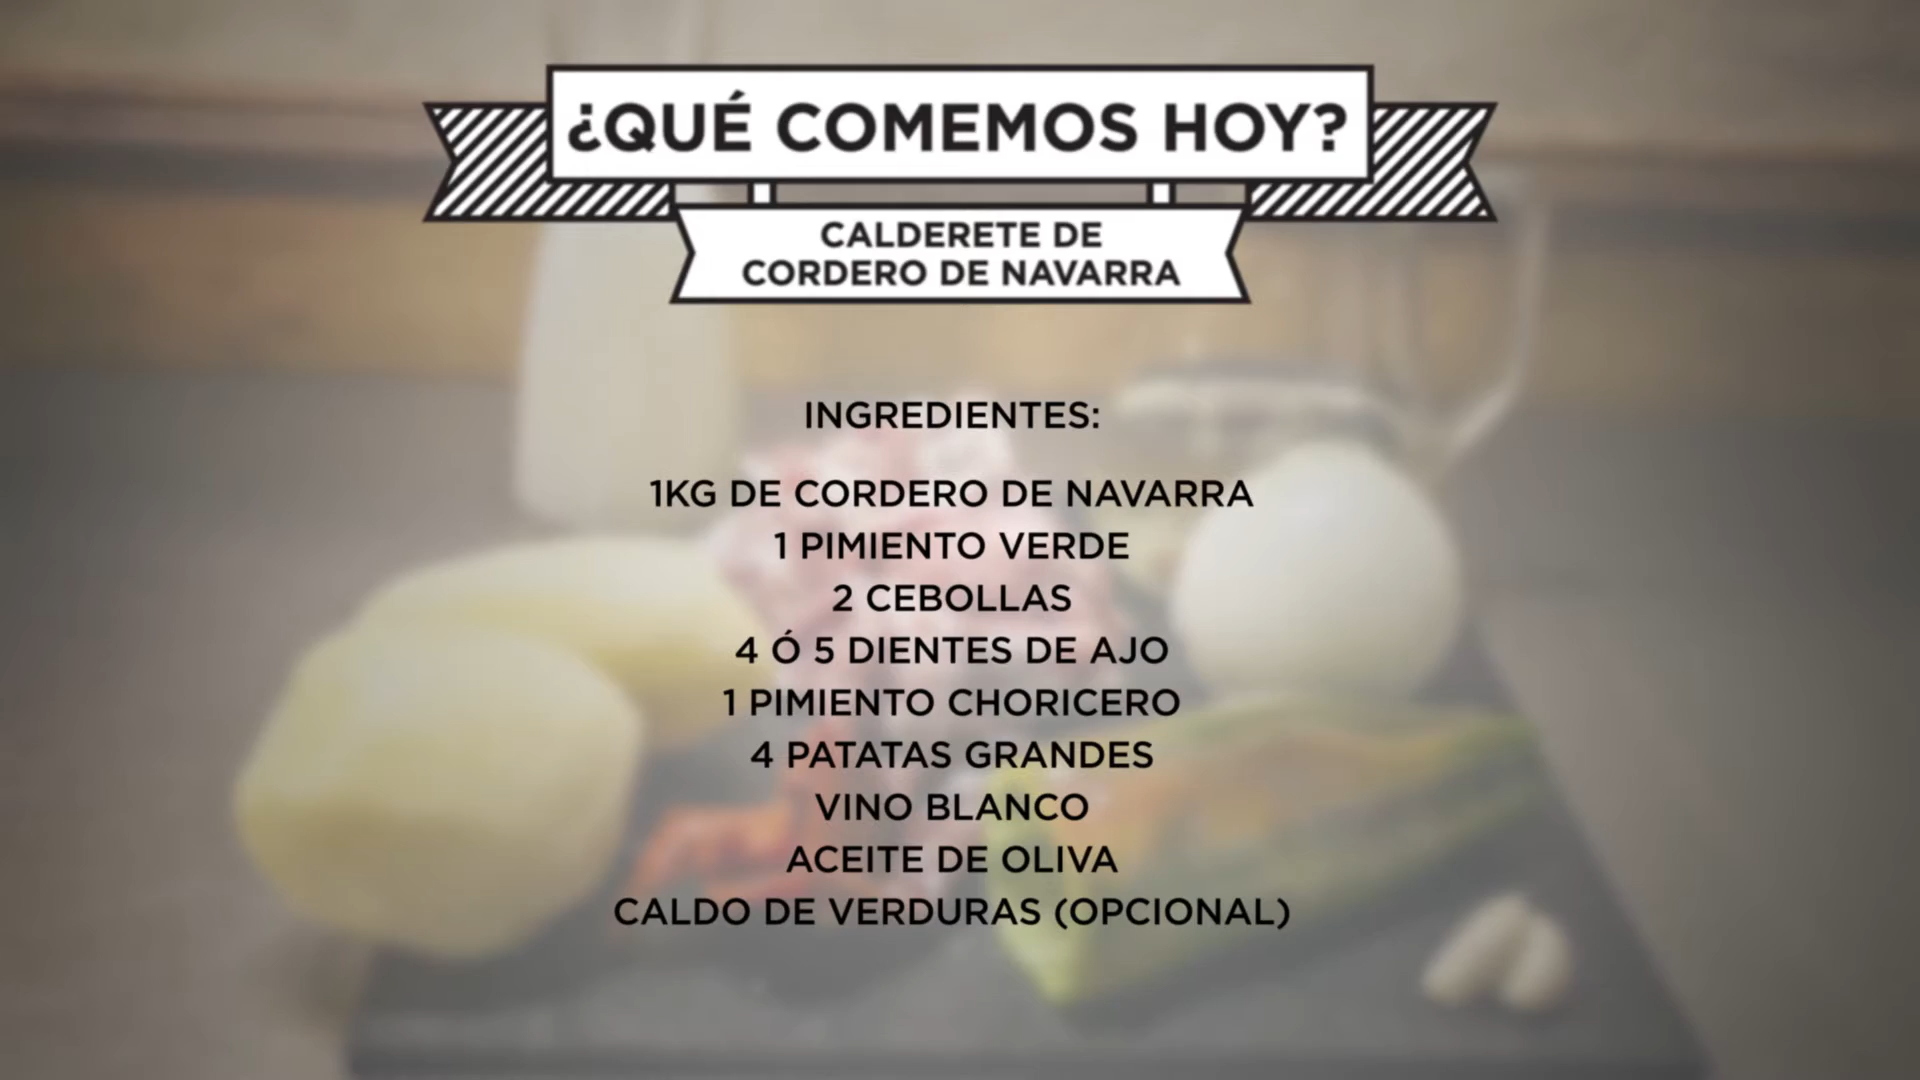 ¿QUÉ COMEMOS HOY?
CALDERETE DE
CORDERO DE NAVARRA
INGREDIENTES:
1KG DE CORDERO DE NAVARRA
1 PIMIENTO VERDE
2 CEBOLLAS
4 Ó 5 DIENTES DE AJO
1 PIMIENTO CHORICERO
4 PATATAS GRANDES
VINO BLANCO
ACEITE DE OLIVA
CALDO DE VERDURAS (OPCIONAL)